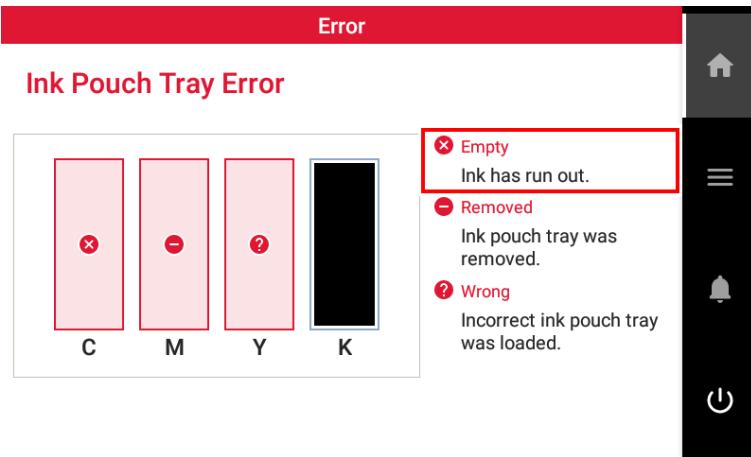 Error
Ink Pouch Tray Error
C M Y K
Empty
Ink has run out.
Removed
Ink pouch tray was
removed.
Wrong
Incorrect ink pouch tray
was loaded.